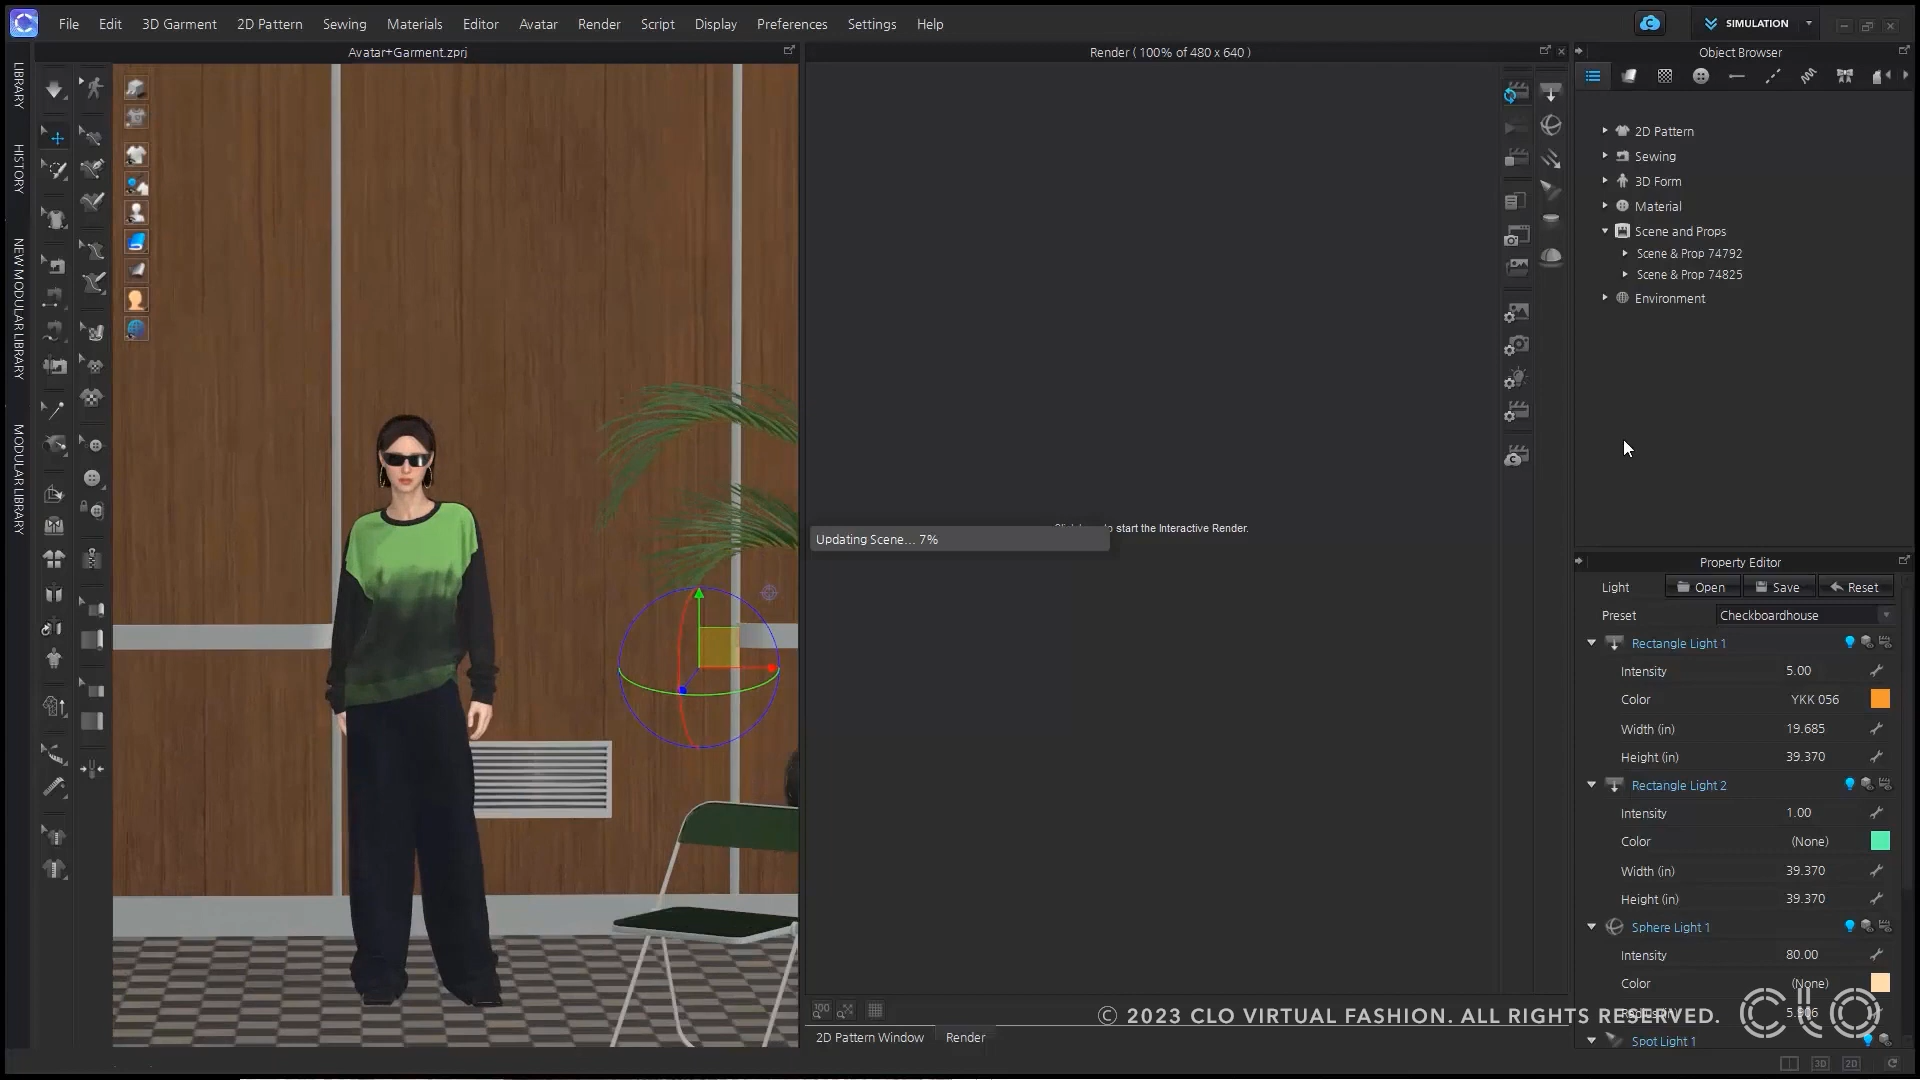 File Edit 3D Garment 2D Pattern Sewing Materials Editor Avatar Render Script Display Preferences Settings Help
SIMULATION
Avatar+Garment.zprj
Render ( 100% of 480 x 640 )
Object Browser
LIBRARY
HISTORY
NEW MODULAR LIBRARY
MODULAR LIBRARY
2D Pattern
Sewing
3D Form
Material
Scene and Props
Scene & Prop 74792
Scene & Prop 74825
Environment
start the Interactive Render.
Updating Scene... 7%
Property Editor
Light Open Save Reset
Preset Checkboardhouse
Rectangle Light 1
Intensity 5.00
Color YKK 056
Width (in) 19.685
Height (in) 39.370
Rectangle Light 2
Intensity 1.00
Color (None)
Width (in) 39.370
Height (in) 39.370
Sphere Light 1
Intensity 80.00
Color (None)
Spot Light 1
100
© 2023 CLO VIRTUAL FASHION. ALL RIGHTS RESERVED.
CLO
2D Pattern Window Render
3D 2D